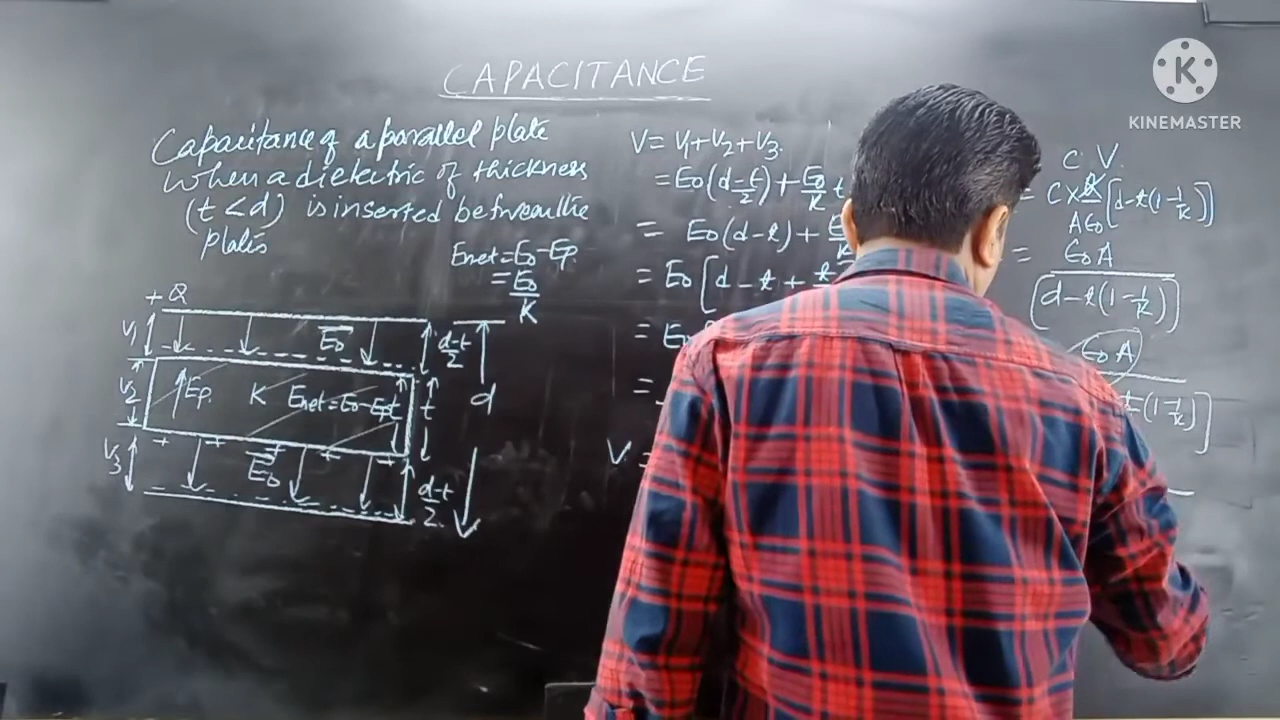 CAPACITANCE
Capacitance of a parallel plate
when a dielectric of thickness
(t < d) is inserted between the
plates
Enet = E0 - Ep.
= E0/K
+ Q
V1
E0
d-t/2
V2
Ep.
K
Enet = E0 - Ep
t
t
d
V3
+ + + + +
E0
d-t/2.
V = V1 + V2 + V3.
= E0(d-t/2) + E0/K t
= E0(d-t) +
= E0[d - t + t
=
=
V
C V.
= C × Q/AE0 [d-t(1-1/K)]
= E0 A
[d-t(1-1/K)]
E0 A
t(1-1/K)]
KINEMASTER